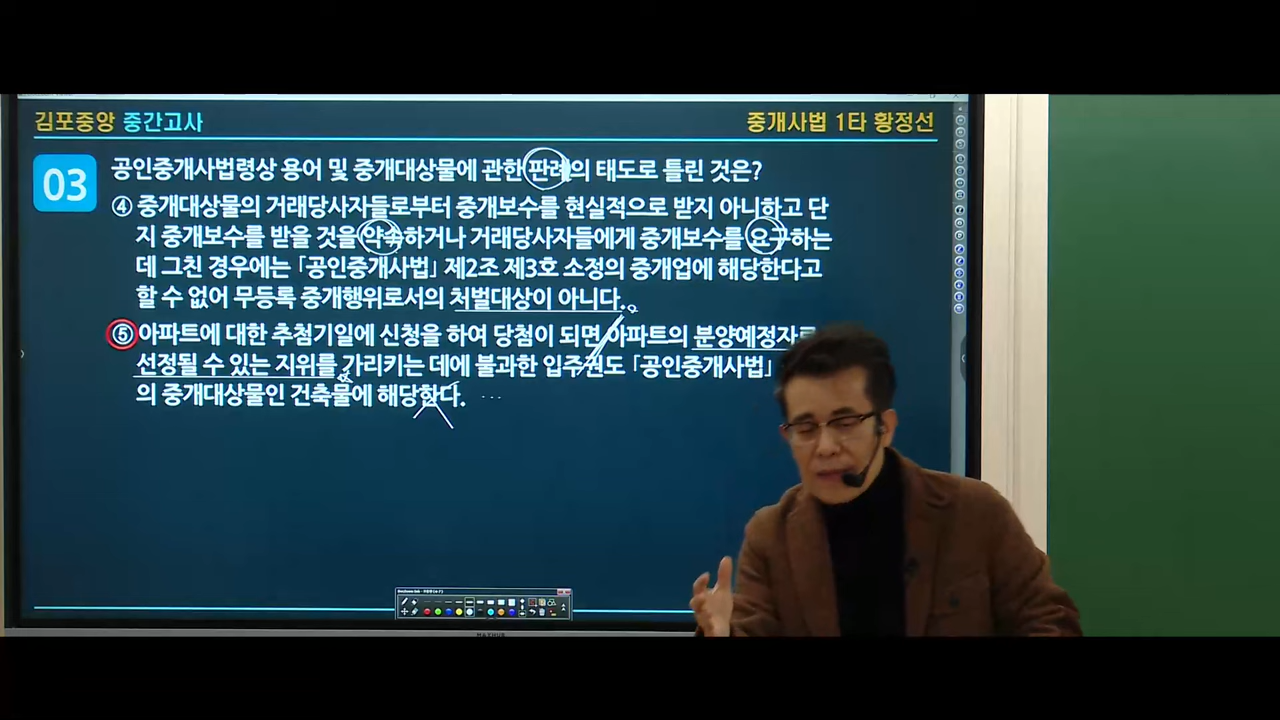 김포중앙 중간고사
중개사법 1타 황정선
03
공인중개사법령상 용어 및 중개대상물에 관한 판례의 태도로 틀린 것은?
④ 중개대상물의 거래당사자들로부터 중개보수를 현실적으로 받지 아니하고 단
지 중개보수를 받을 것을 약속하거나 거래당사자들에게 중개보수를 요구하는
데 그친 경우에는 「공인중개사법」 제2조 제3호 소정의 중개업에 해당한다고
할 수 없어 무등록 중개행위로서의 처벌대상이 아니다.
⑤ 아파트에 대한 추첨기일에 신청을 하여 당첨이 되면 아파트의 분양예정자로
선정될 수 있는 지위를 가리키는 데에 불과한 입주권도 「공인중개사법」
의 중개대상물인 건축물에 해당한다.